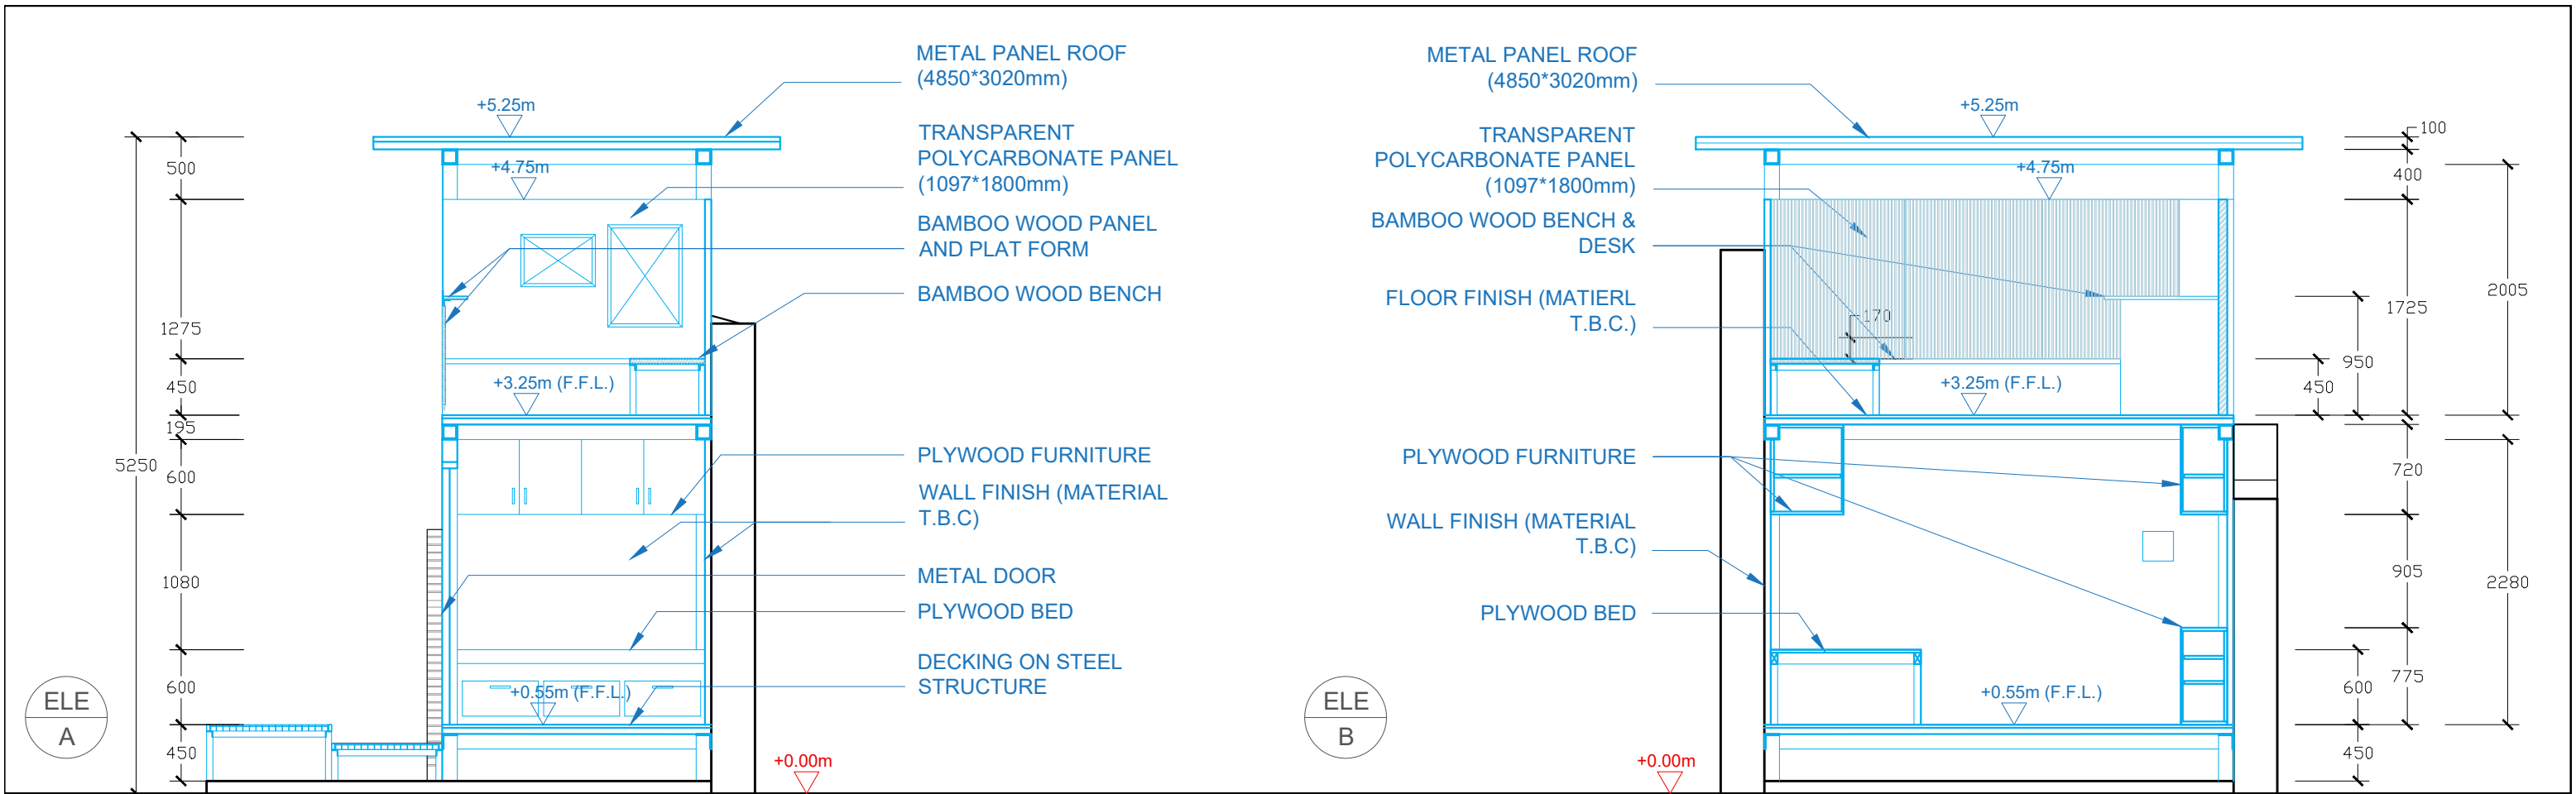 METAL PANEL ROOF
(4850*3020mm)
+5.25m
TRANSPARENT
POLYCARBONATE PANEL
(1097*1800mm)
500
+4.75m
BAMBOO WOOD PANEL
AND PLAT FORM
BAMBOO WOOD BENCH
1275
+3.25m (F.F.L.)
450
195
5250
600
PLYWOOD FURNITURE
WALL FINISH (MATERIAL
T.B.C)
1080
METAL DOOR
PLYWOOD BED
DECKING ON STEEL
STRUCTURE
600
+0.55m (F.F.L.)
450
ELE
A
+0.00m
METAL PANEL ROOF
(4850*3020mm)
+5.25m
100
TRANSPARENT
POLYCARBONATE PANEL
(1097*1800mm)
+4.75m
400
BAMBOO WOOD BENCH &
DESK
FLOOR FINISH (MATIERL
T.B.C.)
170
1725
2005
950
450
+3.25m (F.F.L.)
PLYWOOD FURNITURE
720
WALL FINISH (MATERIAL
T.B.C)
905
2280
PLYWOOD BED
775
600
+0.55m (F.F.L.)
450
ELE
B
+0.00m